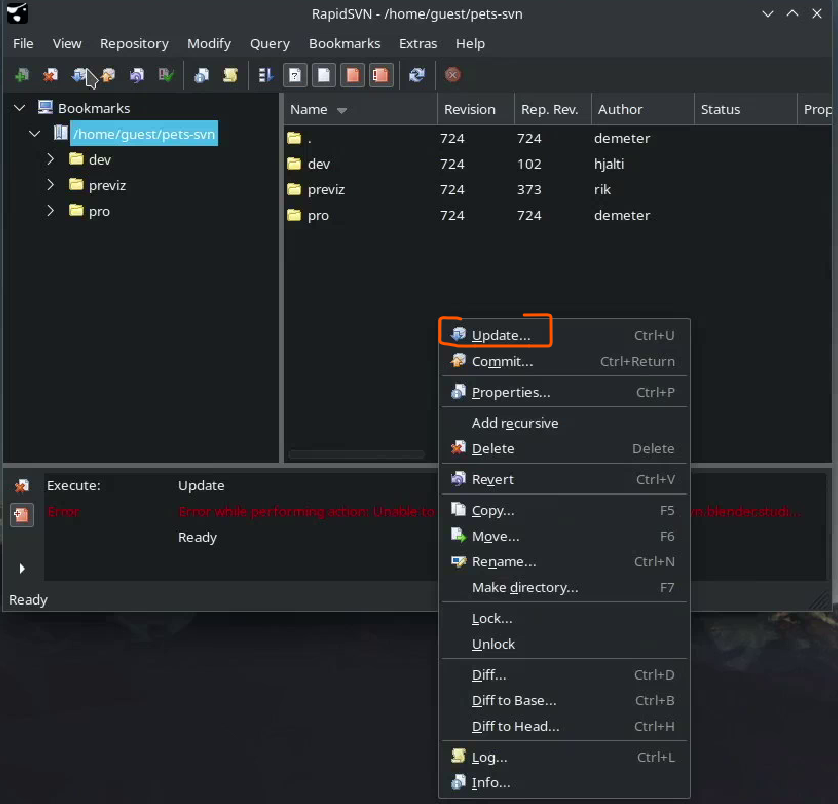 RapidSVN - /home/guest/pets-svn
File View Repository Modify Query Bookmarks Extras Help
Bookmarks
/home/guest/pets-svn
dev
previz
pro
Name Revision Rep. Rev. Author Status Prop
. 724 724 demeter
dev 724 102 hjalti
previz 724 373 rik
pro 724 724 demeter
Update... Ctrl+U
Commit... Ctrl+Return
Properties... Ctrl+P
Add recursive
Delete Delete
Revert Ctrl+V
Copy... F5
Move... F6
Rename... Ctrl+N
Make directory... F7
Lock...
Unlock
Diff... Ctrl+D
Diff to Base... Ctrl+B
Diff to Head... Ctrl+H
Log... Ctrl+L
Info...
Execute: Update
Error Error while performing action: Unable to vn.blender.studi...
Ready
Ready